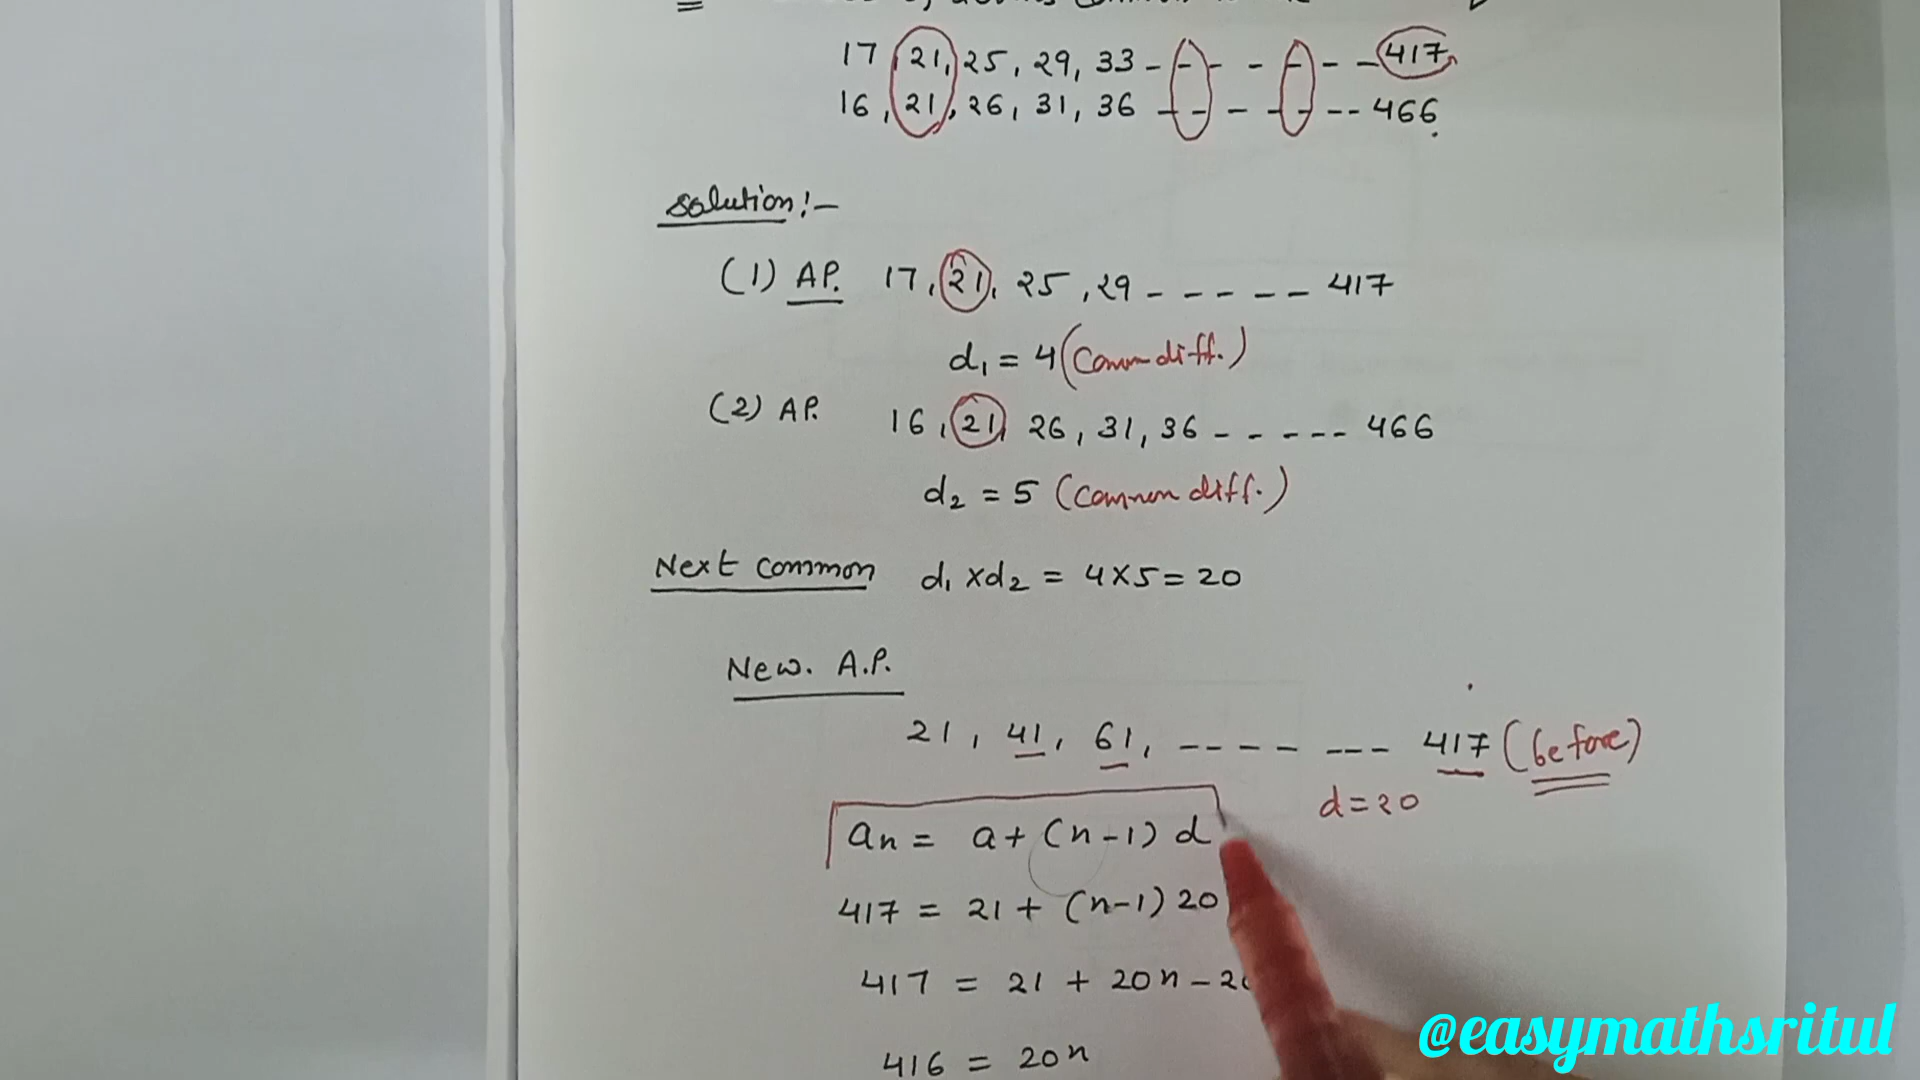 17, 21, 25, 29, 33 - - - - - - - 417,
16, 21, 26, 31, 36 - - - - - - - 466.
Solution:-
(1) A.P. 17, 21, 25, 29 - - - - - 417
d₁ = 4 (Common diff.)
(2) A.P. 16, 21, 26, 31, 36 - - - - - 466
d₂ = 5 (Common diff.)
Next Common d₁ × d₂ = 4 × 5 = 20
New. A.P.
21, 41, 61, - - - - - - - 417 (before)
d = 20
an = a + (n-1) d
417 = 21 + (n-1) 20
417 = 21 + 20n - 20
416 = 20n
@easymathsritul